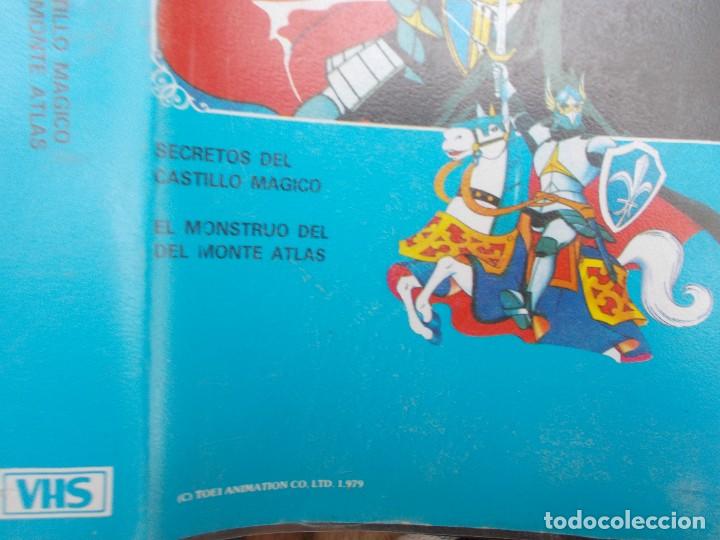 TILLO MAGICO
MONTE ATLAS
SECRETOS DEL
CASTILLO MAGICO
EL MONSTRUO DEL
DEL MONTE ATLAS
(C) TOEI ANIMATION CO. LTD. 1.979
VHS
todocoleccion